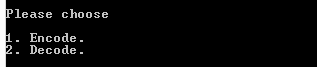 Please choose
1. Encode.
2. Decode.